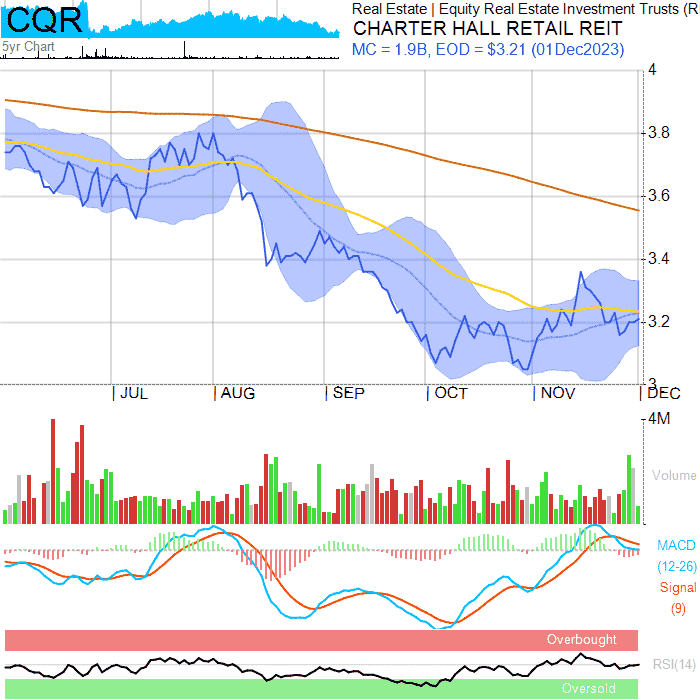 CQR
5yr Chart
Real Estate | Equity Real Estate Investment Trusts (R
CHARTER HALL RETAIL REIT
MC = 1.9B, EOD = $3.21 (01Dec2023)
4
3.8
3.6
3.4
3.2
3
JUL AUG SEP OCT NOV DEC
4M
Volume
MACD
(12-26)
Signal
(9)
Overbought
RSI(14)
Oversold